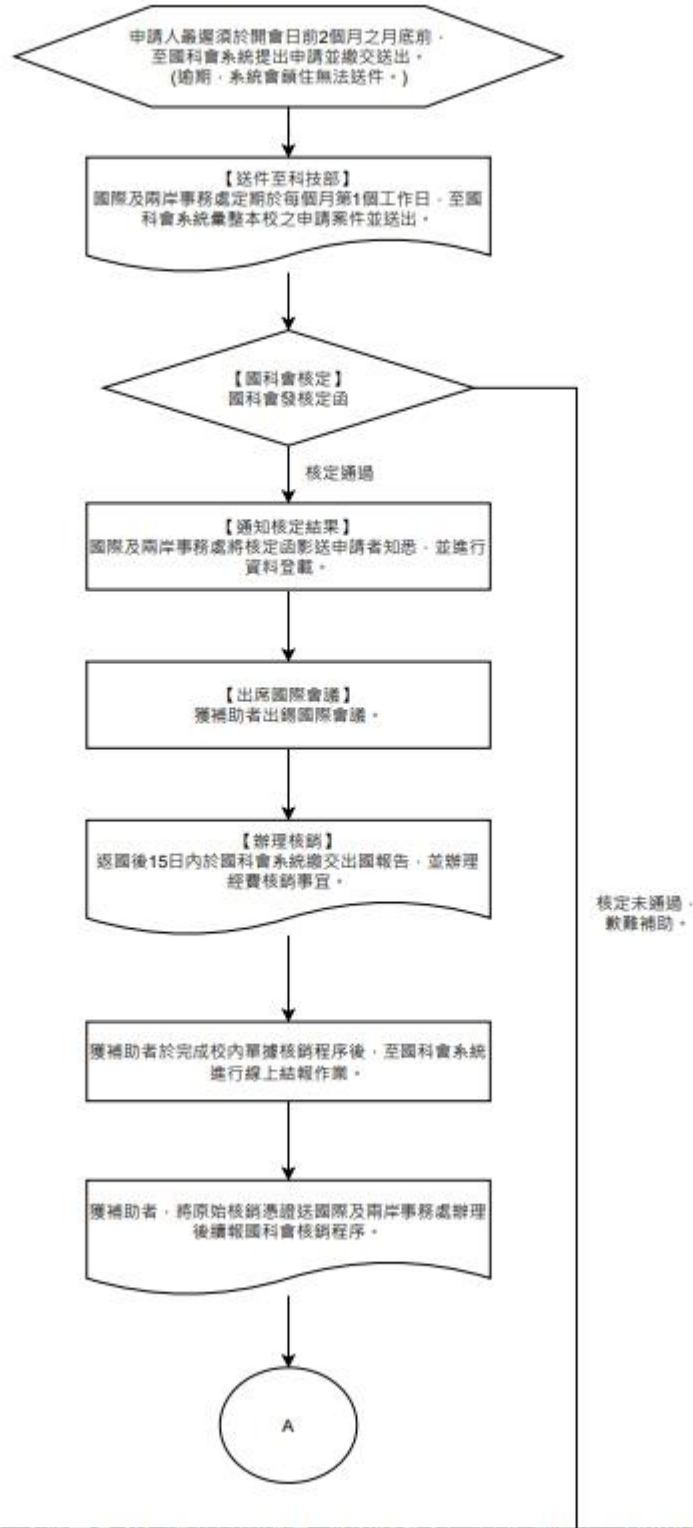 申請人最遲須於開會日前2個月之月底前，
至國科會系統提出申請並繳交送出。
(逾期，系統會鎖住無法送件。)
【送件至科技部】
國際及兩岸事務處定期於每個月第1個工作日，至國
科會系統彙整本校之申請案件並送出。
【國科會核定】
國科會發核定函
核定通過
【通知核定結果】
國際及兩岸事務處將核定函影送申請者知悉，並進行
資料登載。
【出席國際會議】
獲補助者出錫國際會議。
【辦理核銷】
返國後15日內於國科會系統繳交出國報告，並辦理
經費核銷事宜。
核定未通過，
歉難補助。
獲補助者於完成校內單據核銷程序後，至國科會系統
進行線上結報作業。
獲補助者，將原始核銷憑證送國際及兩岸事務處辦理
後續報國科會核銷程序。
A